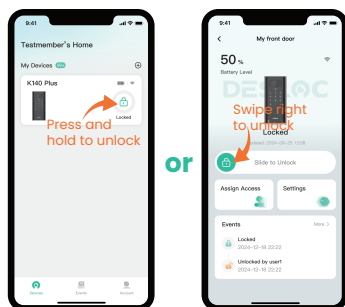 9:41
Testmember's Home
My Devices
K140 Plus
Locked
Press and
hold to unlock
Devices
Events
Account
or
9:41
My front door
50 %
Battery Level
DESLOC
Swipe right
to unlock
Locked
Slide to Unlock
Assign Access
Settings
Events
More >
Locked
2024-12-18 22:22
Unlocked by user1
2024-12-18 22:22